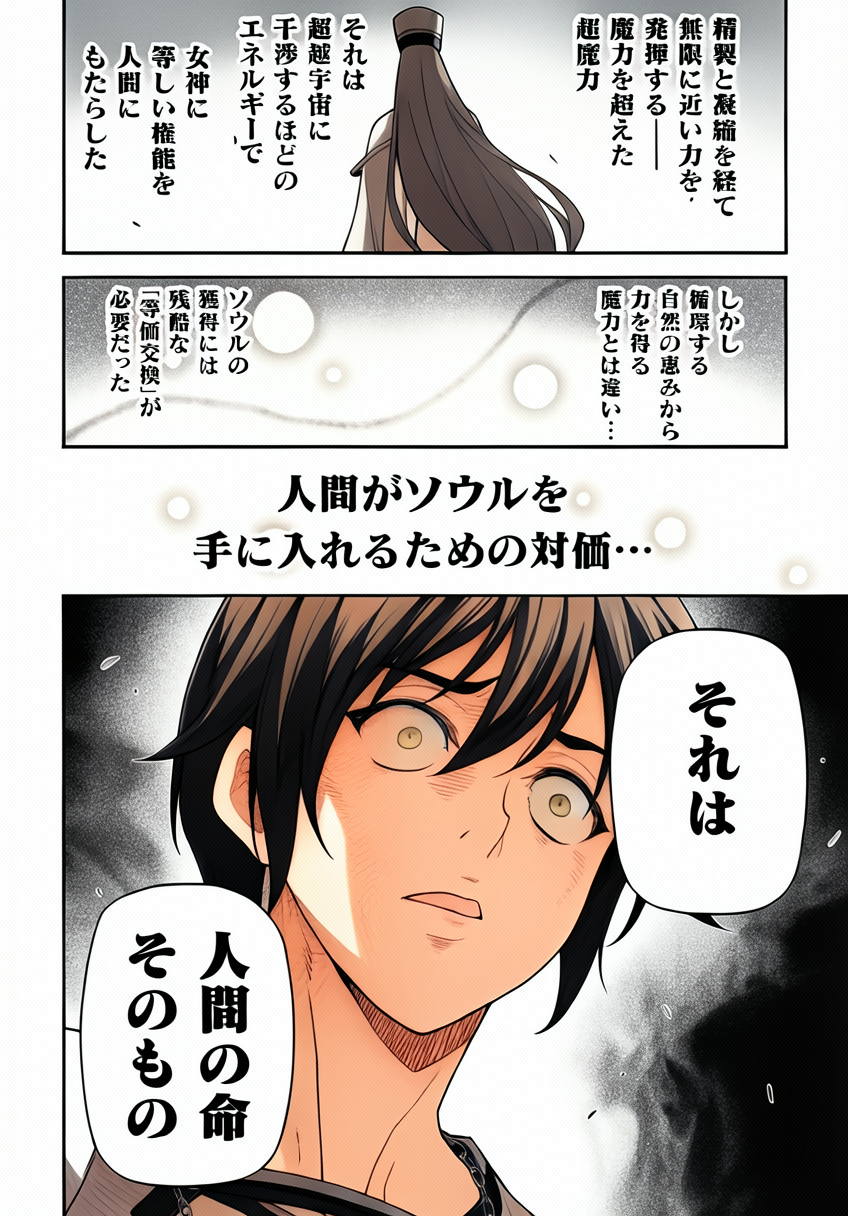 精製と凝縮を経て
無限に近い力を
発揮する――
魔力を超えた
超魔力
それは
超越宇宙に
干渉するほどの
エネルギーで
女神に
等しい権能を
人間に
もたらした
しかし
循環する
自然の恵みから
力を得る
魔力とは違い…
ソウルの
獲得には
残酷な
「等価交換」が
必要だった
人間がソウルを
手に入れるための対価…
それは
人間の命
そのもの